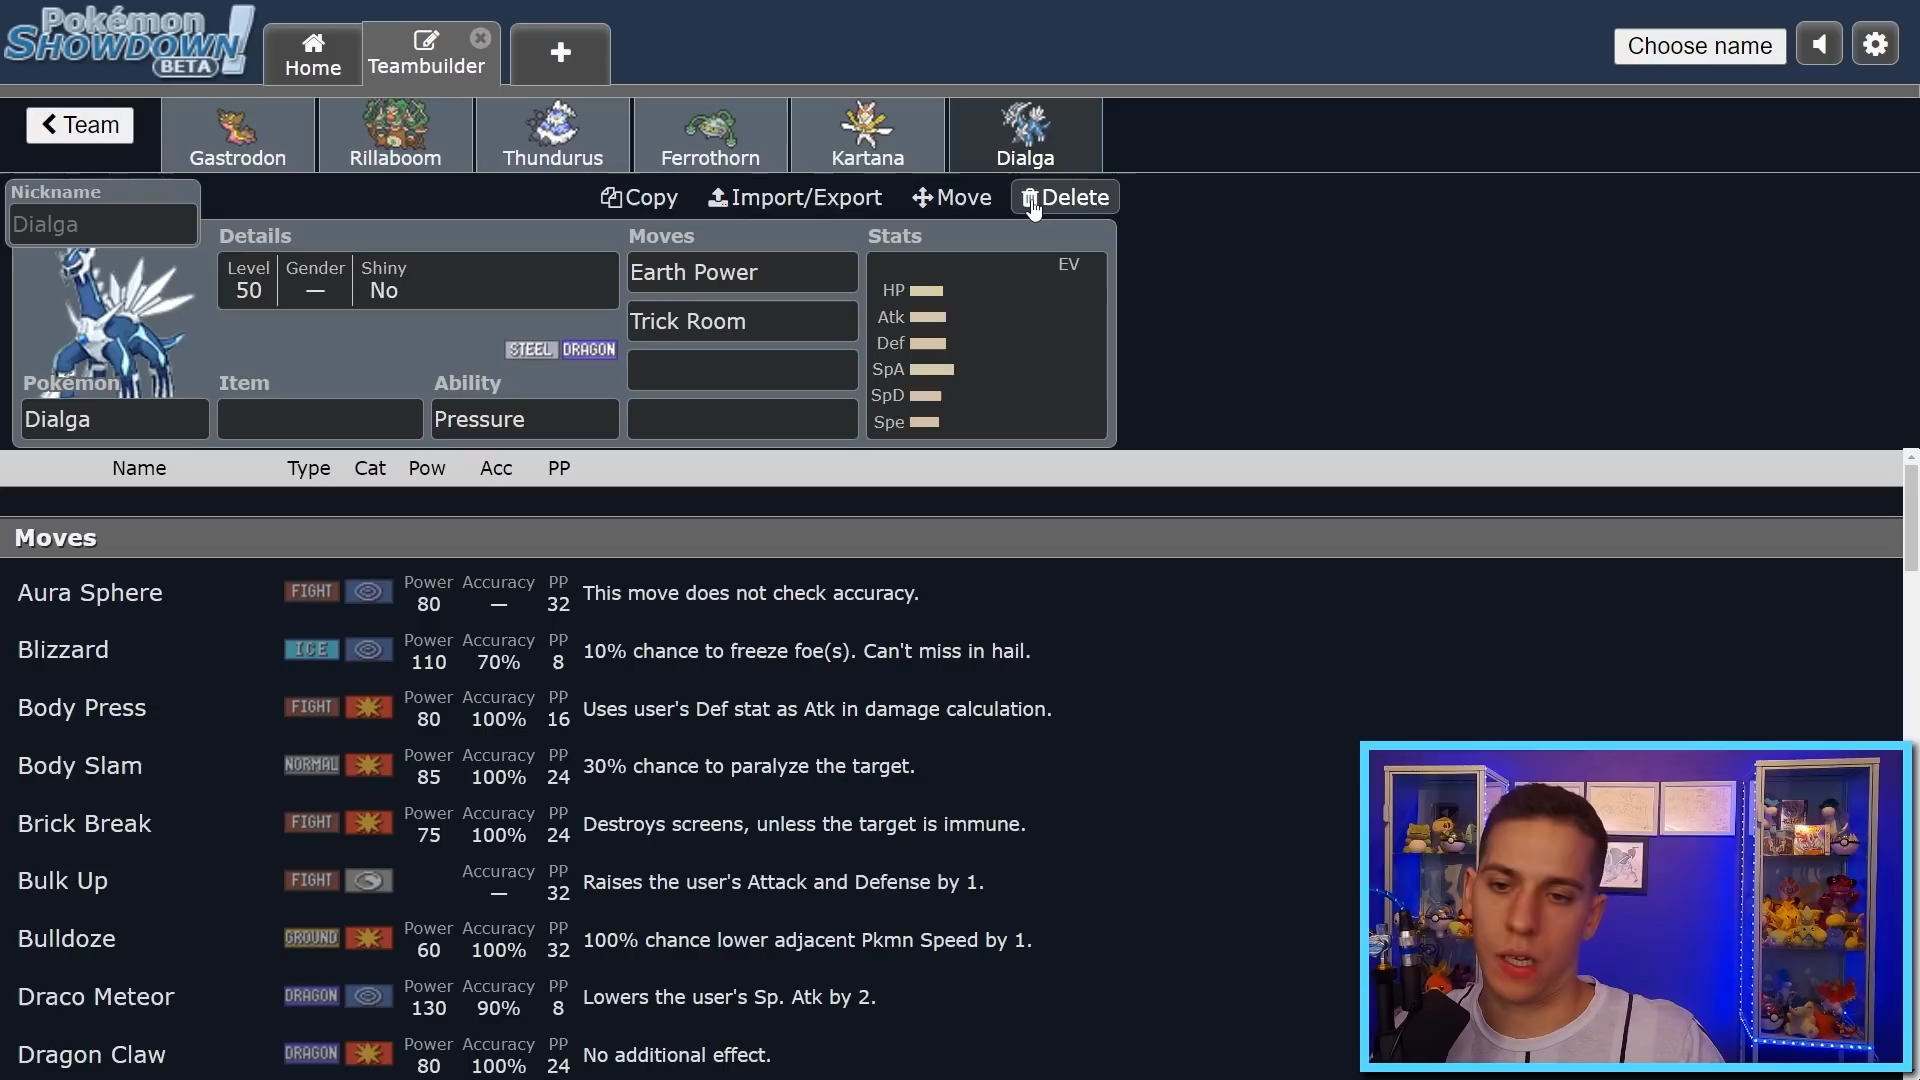 Pokémon
SHOWDOWN!
BETA
Home
Teambuilder
+
Choose name
Team
Gastrodon
Rillaboom
Thundurus
Ferrothorn
Kartana
Dialga
Copy
Import/Export
Move
Delete
Nickname
Dialga
Details
Level
50
Gender
—
Shiny
No
STEEL DRAGON
Pokémon
Dialga
Item
Ability
Pressure
Moves
Earth Power
Trick Room
Stats
EV
HP
Atk
Def
SpA
SpD
Spe
Name Type Cat Pow Acc PP
Moves
Aura Sphere FIGHT Power 80 Accuracy — PP 32 This move does not check accuracy.
Blizzard ICE Power 110 Accuracy 70% PP 8 10% chance to freeze foe(s). Can't miss in hail.
Body Press FIGHT Power 80 Accuracy 100% PP 16 Uses user's Def stat as Atk in damage calculation.
Body Slam NORMAL Power 85 Accuracy 100% PP 24 30% chance to paralyze the target.
Brick Break FIGHT Power 75 Accuracy 100% PP 24 Destroys screens, unless the target is immune.
Bulk Up FIGHT Accuracy — PP 32 Raises the user's Attack and Defense by 1.
Bulldoze GROUND Power 60 Accuracy 100% PP 32 100% chance lower adjacent Pkmn Speed by 1.
Draco Meteor DRAGON Power 130 Accuracy 90% PP 8 Lowers the user's Sp. Atk by 2.
Dragon Claw DRAGON Power 80 Accuracy 100% PP 24 No additional effect.